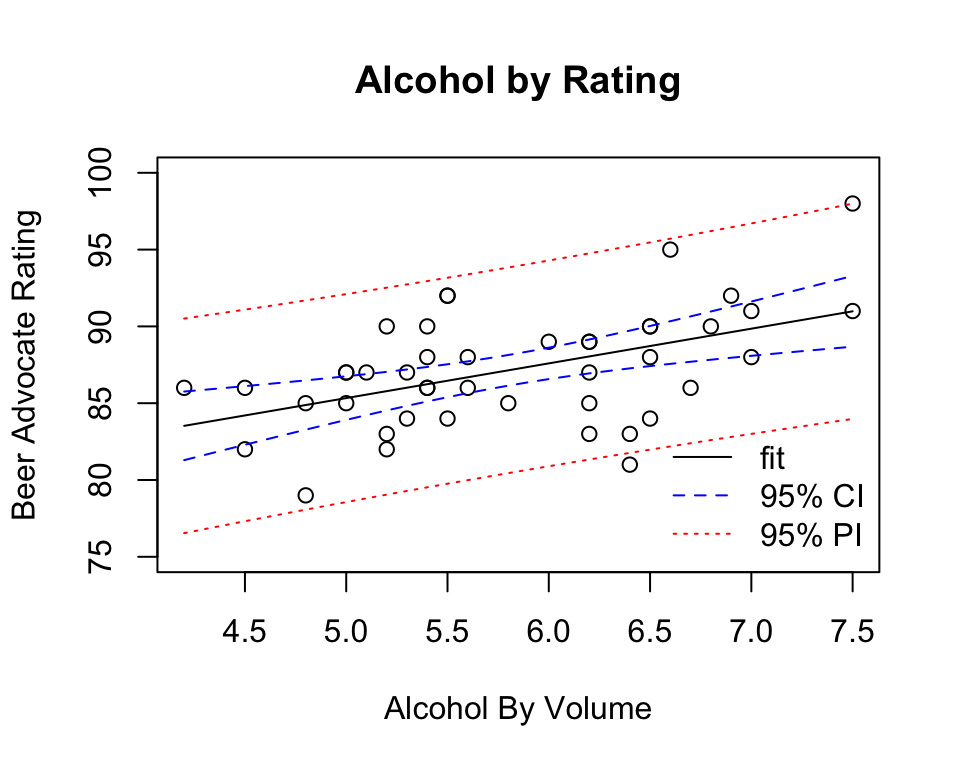 Alcohol by Rating
Beer Advocate Rating
100
95
90
85
80
75
fit
95% CI
95% PI
4.5 5.0 5.5 6.0 6.5 7.0 7.5
Alcohol By Volume